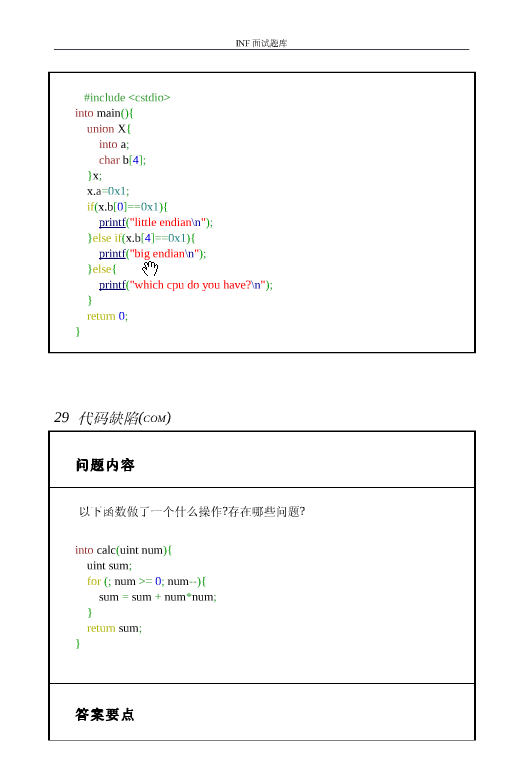 INF 面试题库
#include <cstdio>
into main(){
union X{
into a;
char b[4];
}x;
x.a=0x1;
if(x.b[0]==0x1){
printf("little endian\n");
}else if(x.b[4]==0x1){
printf("big endian\n");
}else{
printf("which cpu do you have?\n");
}
return 0;
}
29 代码缺陷(COM)
问题内容
以下函数做了一个什么操作?存在哪些问题?
into calc(uint num){
uint sum;
for (; num >= 0; num--){
sum = sum + num*num;
}
return sum;
}
答案要点